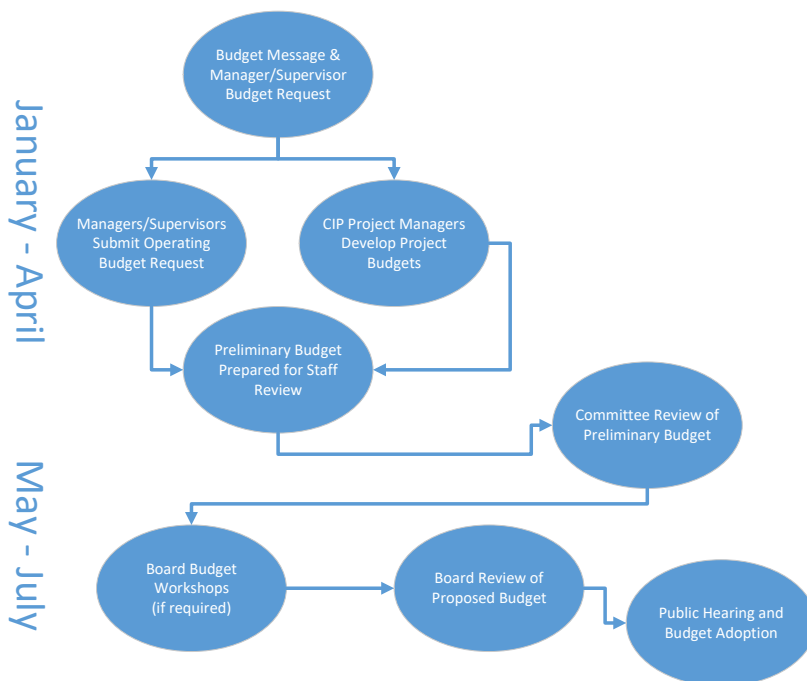 Budget Message &
Manager/Supervisor
Budget Request
January - April
Managers/Supervisors
Submit Operating
Budget Request
CIP Project Managers
Develop Project
Budgets
Preliminary Budget
Prepared for Staff
Review
Committee Review of
Preliminary Budget
May - July
Board Budget
Workshops
(if required)
Board Review of
Proposed Budget
Public Hearing and
Budget Adoption